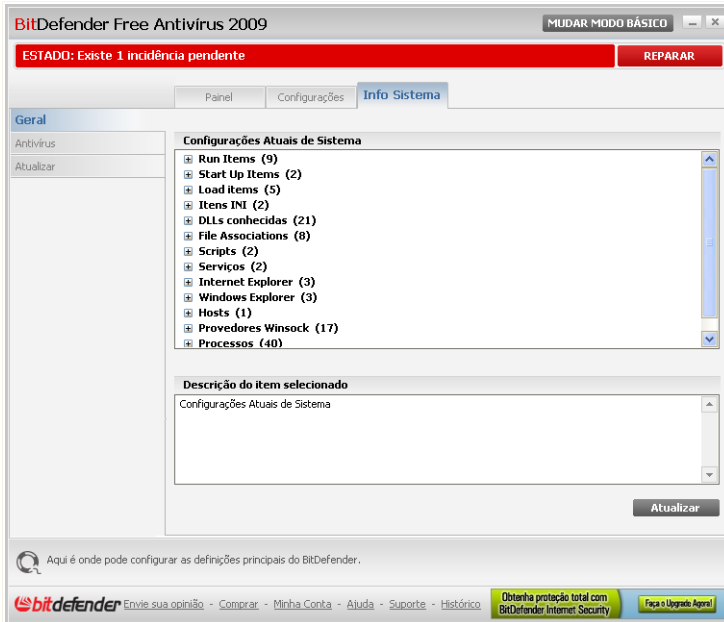 BitDefender Free Antivírus 2009
MUDAR MODO BÁSICO
ESTADO: Existe 1 incidência pendente
REPARAR
Painel
Configurações
Info Sistema
Geral
Antivírus
Atualizar
Configurações Atuais de Sistema
Run Items (9)
Start Up Items (2)
Load items (5)
Itens INI (2)
DLLs conhecidas (21)
File Associations (8)
Scripts (2)
Serviços (2)
Internet Explorer (3)
Windows Explorer (3)
Hosts (1)
Provedores Winsock (17)
Processos (40)
Descrição do item selecionado
Configurações Atuais de Sistema
Atualizar
Aqui é onde pode configurar as definições principais do BitDefender.
bitdefender Envie sua opinião - Comprar - Minha Conta - Ajuda - Suporte - Histórico
Obtenha proteção total com
BitDefender Internet Security
Faça o Upgrade Agora!